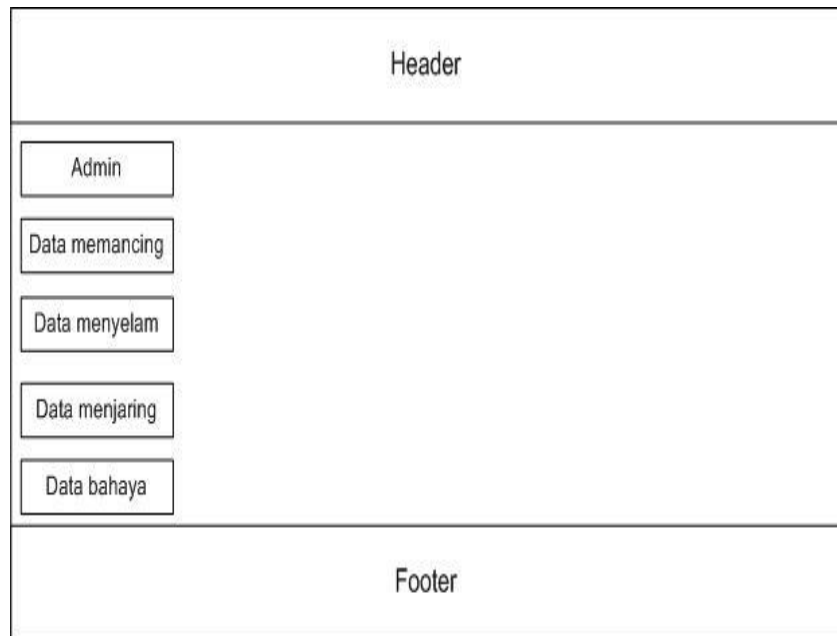 Header
Admin
Data memancing
Data menyelam
Data menjaring
Data bahaya
Footer